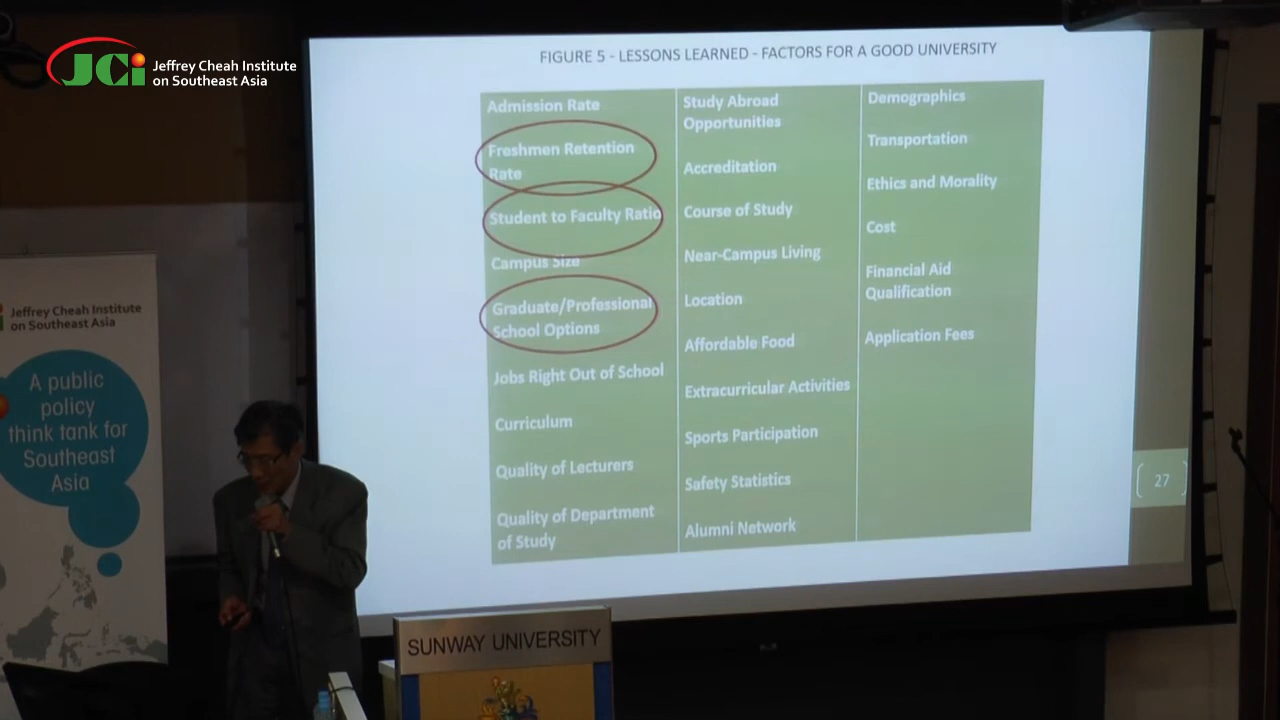 JCi Jeffrey Cheah Institute
on Southeast Asia
FIGURE 5 - LESSONS LEARNED - FACTORS FOR A GOOD UNIVERSITY
Admission Rate
Freshmen Retention
Rate
Student to Faculty Ratio
Campus Size
Graduate/Professional
School Options
Jobs Right Out of School
Curriculum
Quality of Lecturers
Quality of Department
of Study
Study Abroad
Opportunities
Accreditation
Course of Study
Near-Campus Living
Location
Affordable Food
Extracurricular Activities
Sports Participation
Safety Statistics
Alumni Network
Demographics
Transportation
Ethics and Morality
Cost
Financial Aid
Qualification
Application Fees
27
Jeffrey Cheah Institute
on Southeast Asia
A public
policy
think tank for
Southeast
Asia
SUNWAY UNIVERSITY